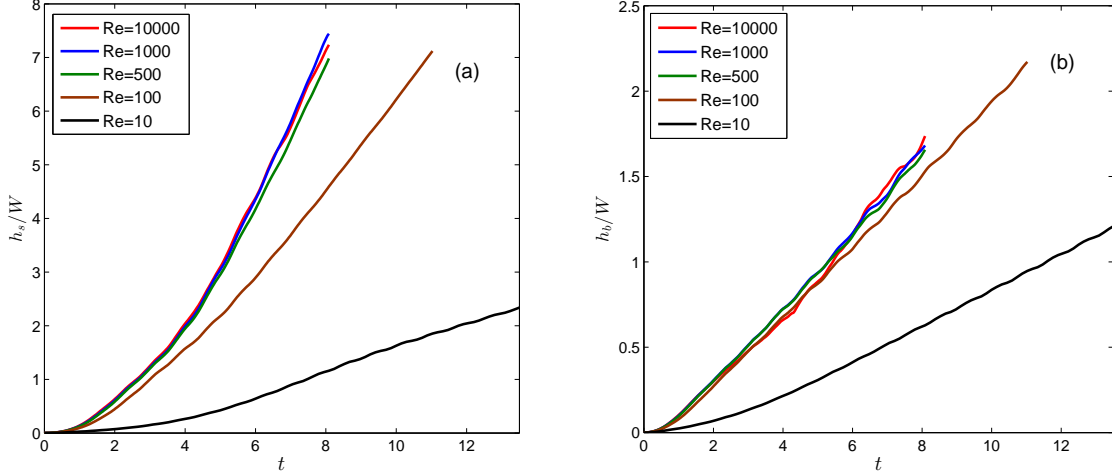 8
7
6
5
4
3
2
1
0
h_s/W
Re=10000
Re=1000
Re=500
Re=100
Re=10
(a)
0 2 4 6 8 10 12
t
2.5
2
1.5
1
0.5
0
h_b/W
Re=10000
Re=1000
Re=500
Re=100
Re=10
(b)
0 2 4 6 8 10 12
t